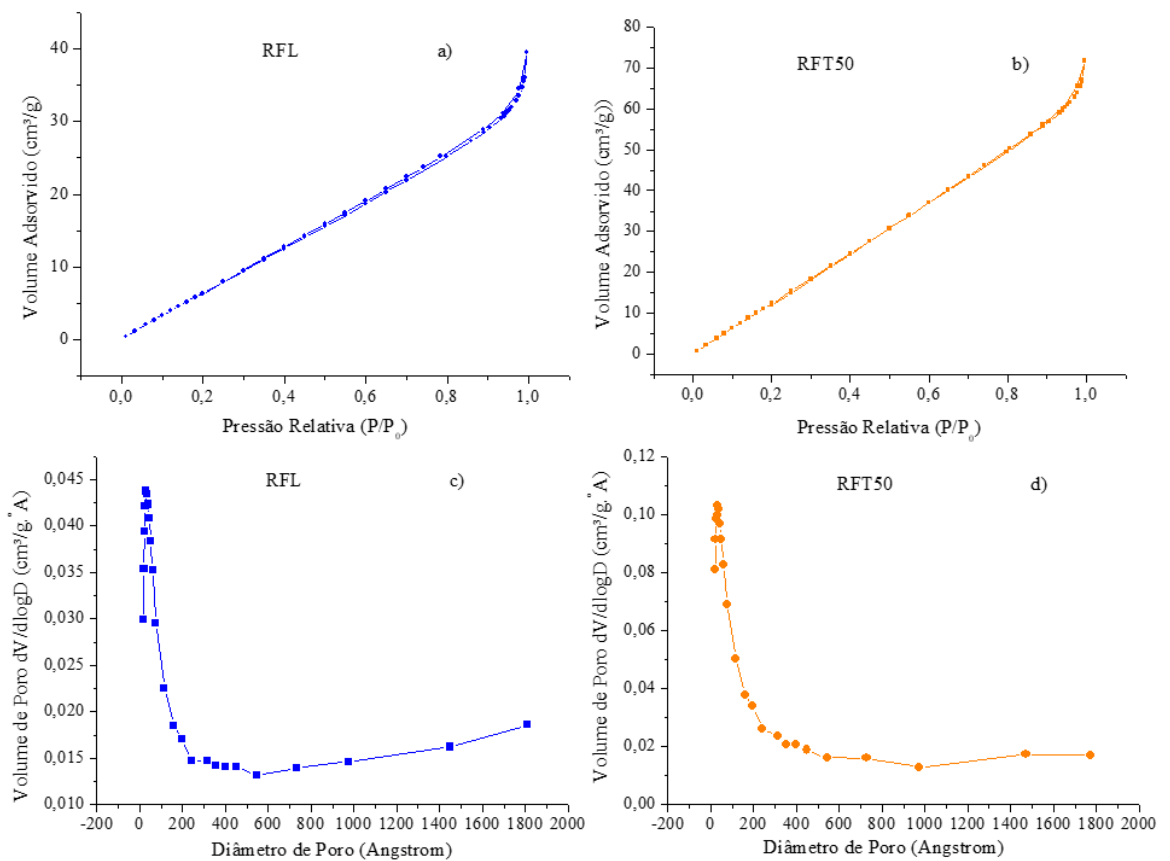 RFL
a)
Volume Adsorvido (cm³/g)
40
30
20
10
0
0,0 0,2 0,4 0,6 0,8 1,0
Pressão Relativa (P/P₀)
RFT50
b)
Volume Adsorvido (cm³/g))
80
70
60
50
40
30
20
10
0
0,0 0,2 0,4 0,6 0,8 1,0
Pressão Relativa (P/P₀)
RFL
c)
Volume de Poro dV/dlogD (cm³/g.°A)
0,045
0,040
0,035
0,030
0,025
0,020
0,015
0,010
-200 0 200 400 600 800 1000 1200 1400 1600 1800 2000
Diâmetro de Poro (Angstrom)
RFT50
d)
Volume de Poro dV/dlogD (cm³/g.°A)
0,12
0,10
0,08
0,06
0,04
0,02
0,00
-200 0 200 400 600 800 1000 1200 1400 1600 1800 2000
Diâmetro de Poro (Angstrom)